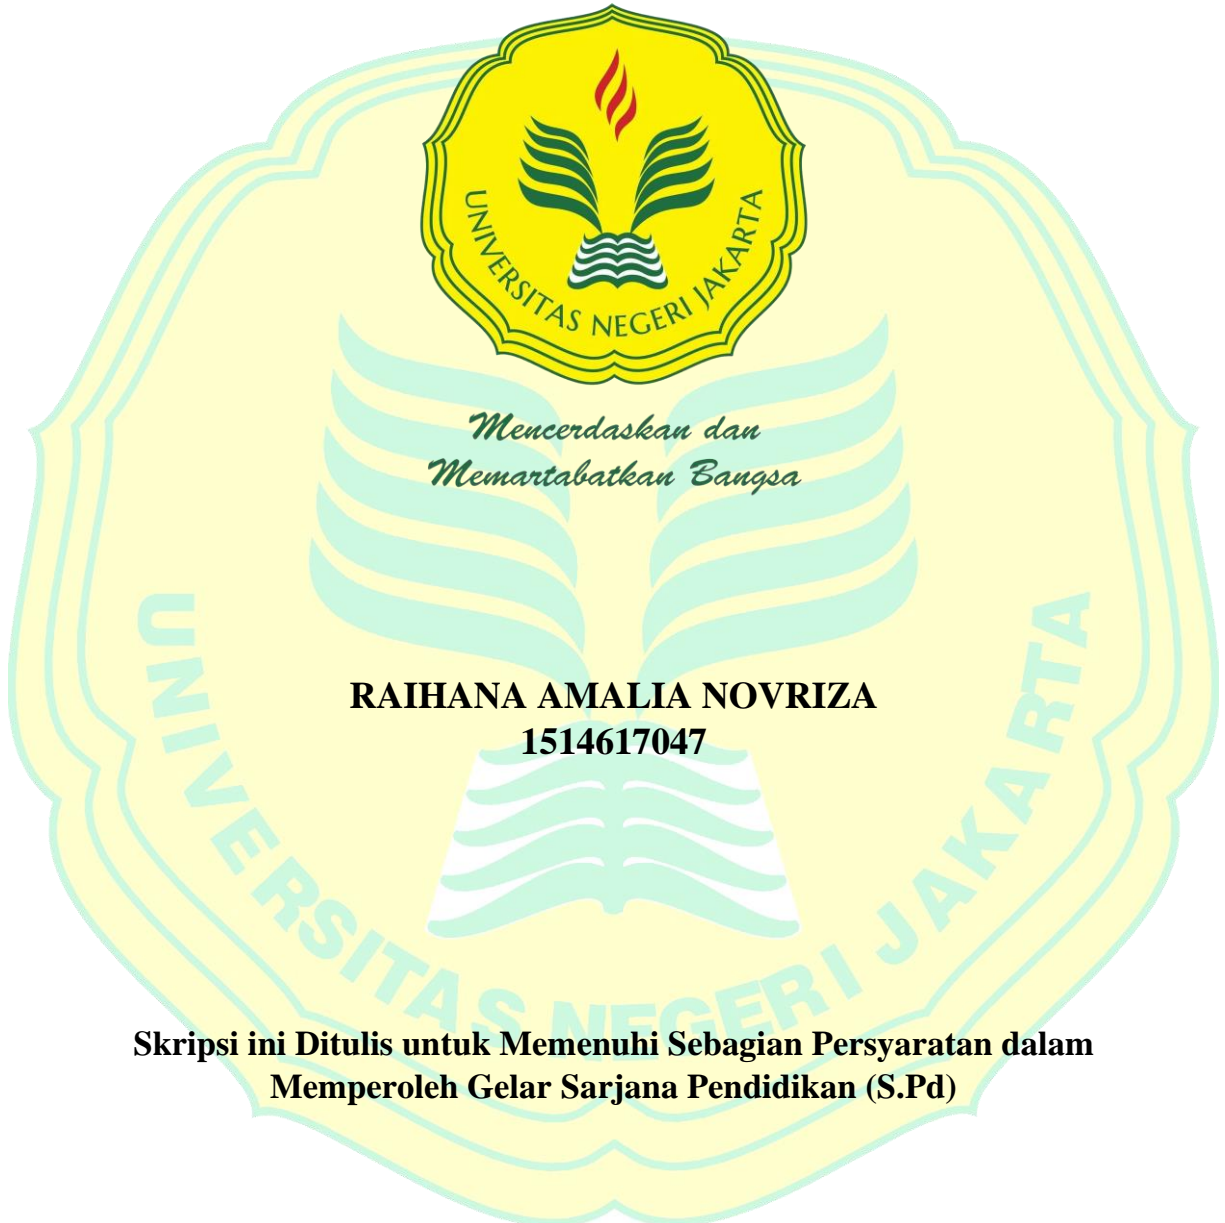 UNIVERSITAS NEGERI JAKARTA
Mencerdaskan dan
Memartabatkan Bangsa
RAIHANA AMALIA NOVRIZA
1514617047
UNIVERSITAS NEGERI JAKARTA
Skripsi ini Ditulis untuk Memenuhi Sebagian Persyaratan dalam
Memperoleh Gelar Sarjana Pendidikan (S.Pd)